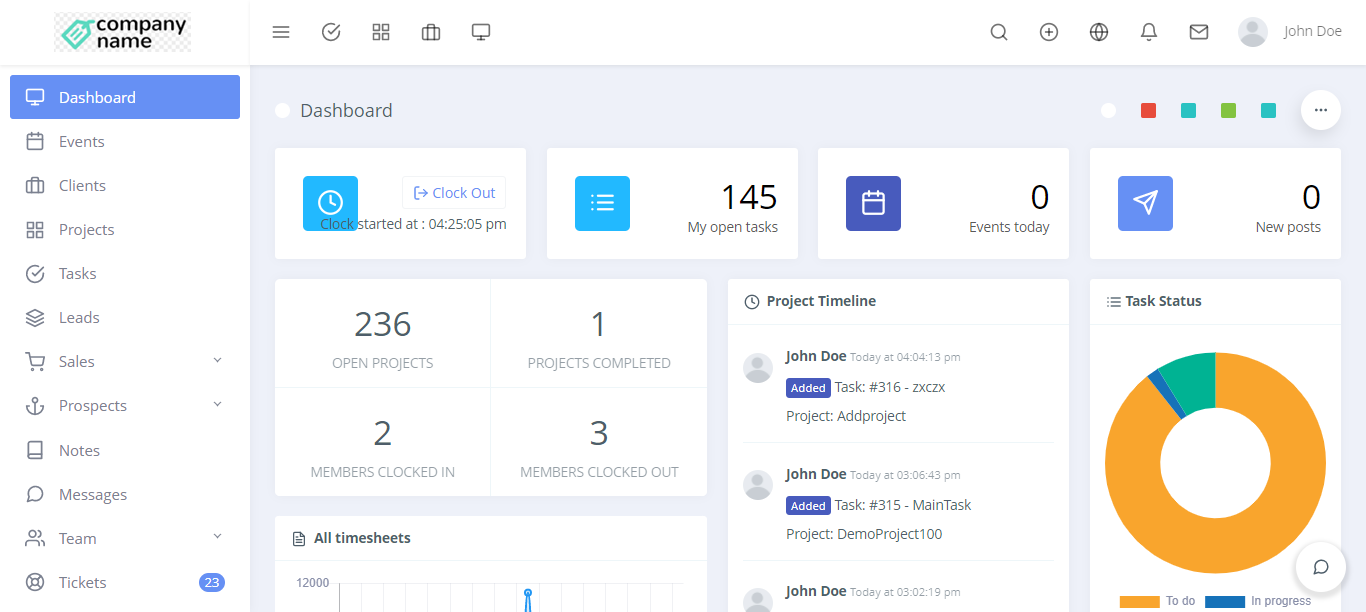 company
name
John Doe
Dashboard
Events
Clients
Projects
Tasks
Leads
Sales
Prospects
Notes
Messages
Team
Tickets 23
Dashboard
Clock Out
Clock started at : 04:25:05 pm
145
My open tasks
0
Events today
0
New posts
236
OPEN PROJECTS
1
PROJECTS COMPLETED
2
MEMBERS CLOCKED IN
3
MEMBERS CLOCKED OUT
All timesheets
12000
Project Timeline
John Doe Today at 04:04:13 pm
Added Task: #316 - zxczx
Project: Addproject
John Doe Today at 03:06:43 pm
Added Task: #315 - MainTask
Project: DemoProject100
John Doe Today at 03:02:19 pm
Task Status
To do In progress